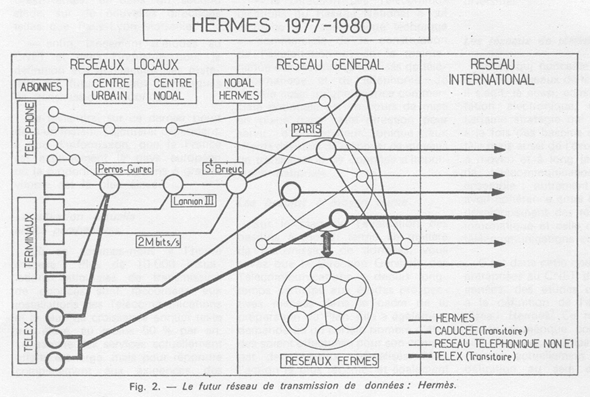 HERMES 1977-1980
RESEAUX LOCAUX
RESEAU GENERAL
RESEAU
INTERNATIONAL
ABONNES
CENTRE
URBAIN
CENTRE
NODAL
NODAL
HERMES
TELEPHONE
PARIS
Perros-Guirec
St Brieuc
Lannion III
TERMINAUX
2Mbits/s
TELEX
RESEAUX FERMES
HERMES
CADUCEE (Transitoire)
RESEAU TELEPHONIQUE NON E1
TELEX (Transitoire)
Fig. 2. — Le futur réseau de transmission de données : Hermès.